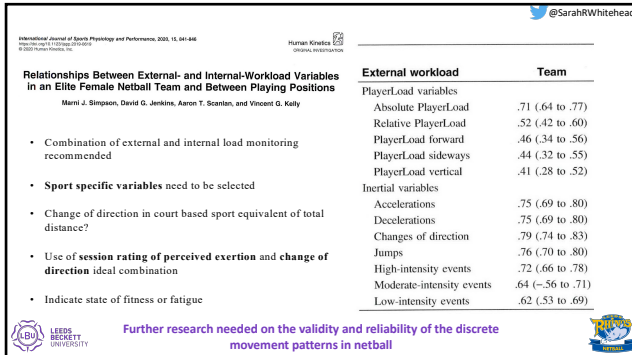 @SarahRWhitehead
International Journal of Sports Physiology and Performance, 2020, 15, 841-848
© 2020 Human Kinetics, Inc.
Human Kinetics
ORIGINAL INVESTIGATION
Relationships Between External- and Internal-Workload Variables
in an Elite Female Netball Team and Between Playing Positions
Marni J. Simpson, David G. Jenkins, Aaron T. Scanlan, and Vincent G. Kelly
• Combination of external and internal load monitoring
recommended
• Sport specific variables need to be selected
• Change of direction in court based sport equivalent of total
distance?
• Use of session rating of perceived exertion and change of
direction ideal combination
• Indicate state of fitness or fatigue
External workload Team
PlayerLoad variables
Absolute PlayerLoad .71 (.64 to .77)
Relative PlayerLoad .52 (.42 to .60)
PlayerLoad forward .46 (.34 to .56)
PlayerLoad sideways .44 (.32 to .55)
PlayerLoad vertical .41 (.28 to .52)
Inertial variables
Accelerations .75 (.69 to .80)
Decelerations .75 (.69 to .80)
Changes of direction .79 (.74 to .83)
Jumps .76 (.70 to .80)
High-intensity events .72 (.66 to .78)
Moderate-intensity events .64 (–.56 to .71)
Low-intensity events .62 (.53 to .69)
LBU LEEDS
BECKETT
UNIVERSITY
Further research needed on the validity and reliability of the discrete
movement patterns in netball
NETBALL